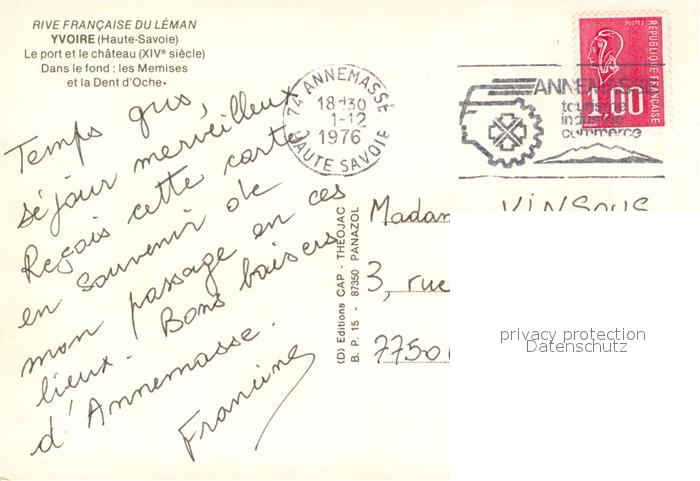 RIVE FRANÇAISE DU LÉMAN
YVOIRE (Haute-Savoie)
Le port et le château (XIVe siècle)
Dans le fond : les Memises
et la Dent d'Oche.
Temps gris,
séjour merveilleux
Reçois cette carte
en souvenir de
mon passage en ces
lieux. Bons baisers
d'Annemasse.
Francine
74 ANNEMASSE
18H30
1-12
1976
HAUTE SAVOIE
ANNEMASSE
tourisme
industrie
commerce
POSTES
REPUBLIQUE FRANÇAISE
1.00
(D) Editions CAP - THEOJAC
B. P. 15 - 87350 PANAZOL
Madam VINSOUS
3, rue
7750
privacy protection
Datenschutz